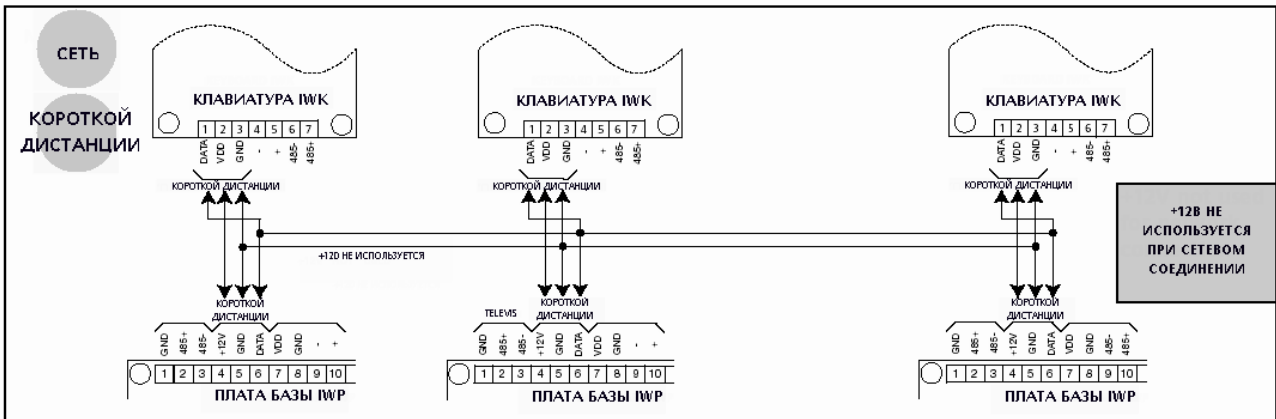 СЕТЬ
КОРОТКОЙ
ДИСТАНЦИИ
КЛАВИАТУРА IWK
1 2 3 4 5 6 7
DATA VDD GND - + 485- 485+
КОРОТКОЙ ДИСТАНЦИИ
КЛАВИАТУРА IWK
1 2 3 4 5 6 7
DATA VDD GND - + 485- 485+
КОРОТКОЙ ДИСТАНЦИИ
КЛАВИАТУРА IWK
1 2 3 4 5 6 7
DATA VDD GND - + 485- 485+
КОРОТКОЙ ДИСТАНЦИИ
+12В НЕ
ИСПОЛЬЗУЕТСЯ
ПРИ СЕТЕВОМ
СОЕДИНЕНИИ
+12D НЕ ИСПОЛЬЗУЕТСЯ
КОРОТКОЙ
ДИСТАНЦИИ
GND 485+ 485- +12V GND DATA VDD GND - +
1 2 3 4 5 6 7 8 9 10
ПЛАТА БАЗЫ IWP
TELEVIS
КОРОТКОЙ
ДИСТАНЦИИ
GND 485+ 485- +12V GND DATA VDD GND - +
1 2 3 4 5 6 7 8 9 10
ПЛАТА БАЗЫ IWP
КОРОТКОЙ
ДИСТАНЦИИ
GND 485+ 485- +12V GND DATA VDD GND 485- 485+
1 2 3 4 5 6 7 8 9 10
ПЛАТА БАЗЫ IWP